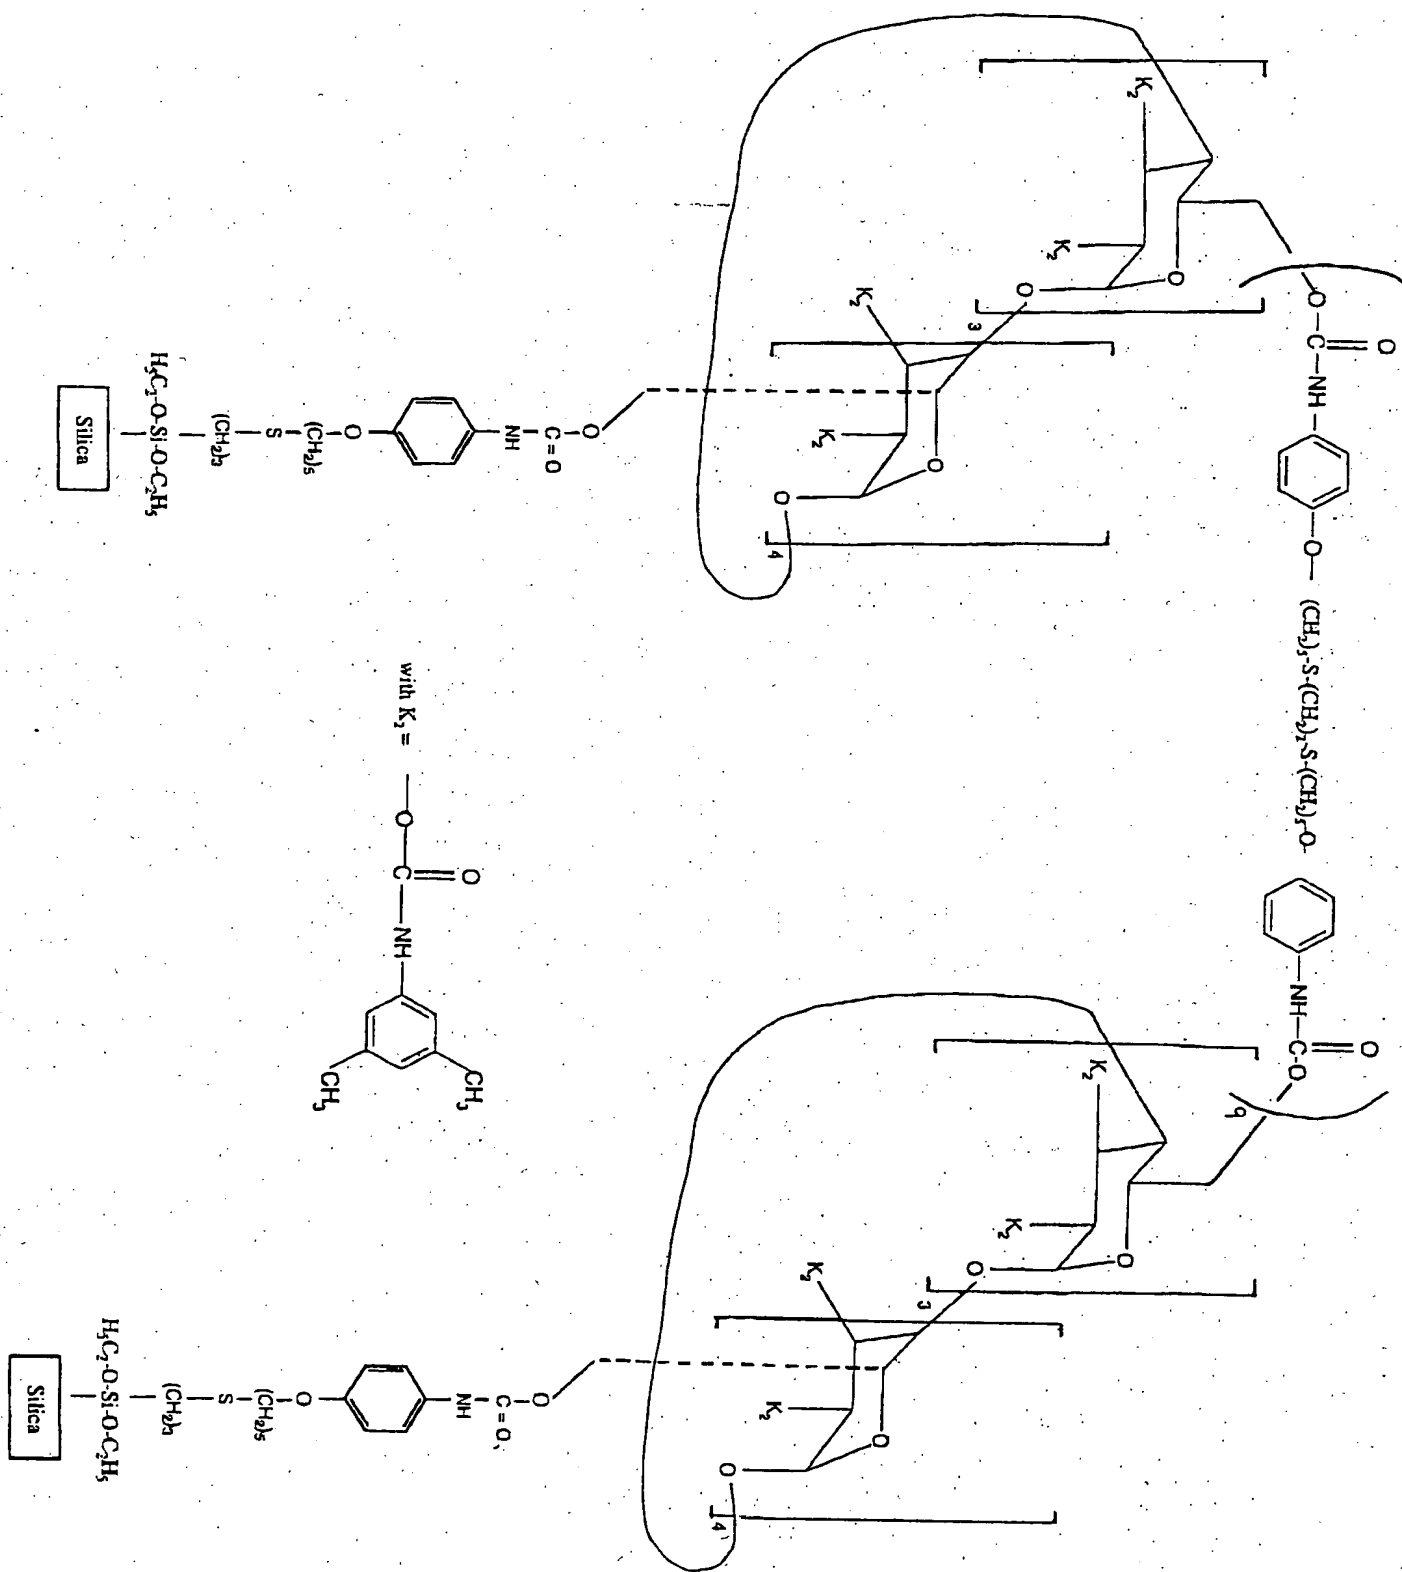 K₂
K₂
O
O
3
K₂
K₂
O
O
4
O
O–C=O
NH
O
(CH₂)₅-S-(CH₂)₂-S-(CH₂)₅-O-
NH–C-O
O
q
K₂
K₂
O
O
3
K₂
K₂
O
O
4
O
C=O
NH
O
(CH₂)₅
S
(CH₂)₃
H₅C₂-O-Si-O-C₂H₅
Silica
with K₂ =
O–C=O
NH
CH₃
CH₃
O
C=O
NH
O
(CH₂)₅
S
(CH₂)₃
H₅C₂-O-Si-O-C₂H₅
Silica